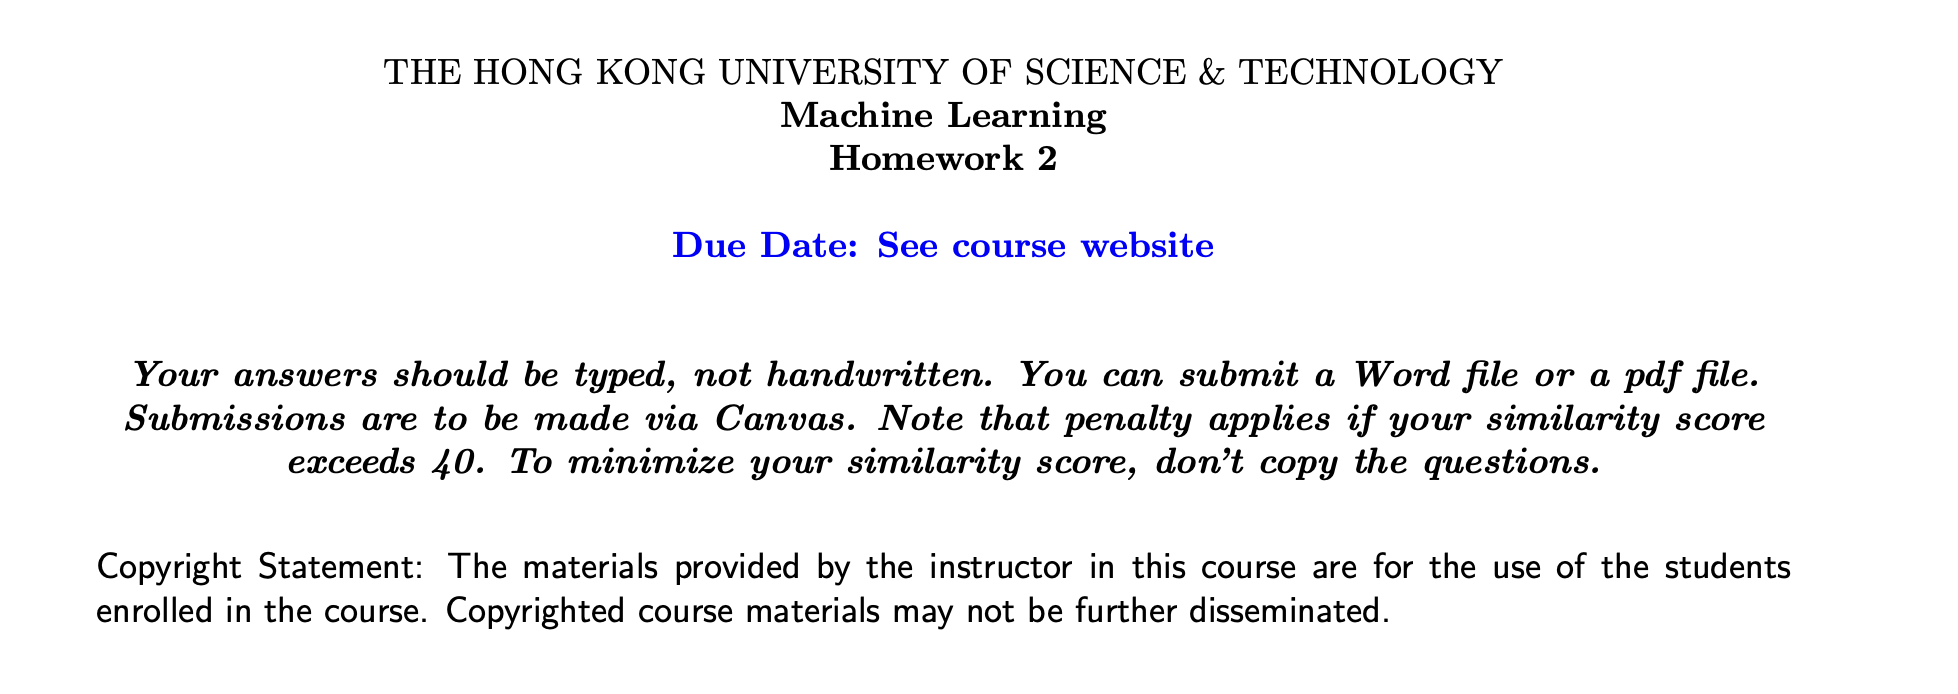 THE HONG KONG UNIVERSITY OF SCIENCE & TECHNOLOGY
Machine Learning
Homework 2
Due Date: See course website
Your answers should be typed, not handwritten. You can submit a Word file or a pdf file.
Submissions are to be made via Canvas. Note that penalty applies if your similarity score
exceeds 40. To minimize your similarity score, don't copy the questions.
Copyright Statement: The materials provided by the instructor in this course are for the use of the students
enrolled in the course. Copyrighted course materials may not be further disseminated.